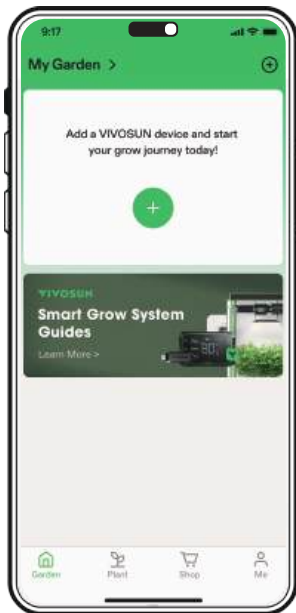 9:17
My Garden >
Add a VIVOSUN device and start
your grow journey today!
VIVOSUN
Smart Grow System
Guides
Learn More >
Garden
Plant
Shop
Me